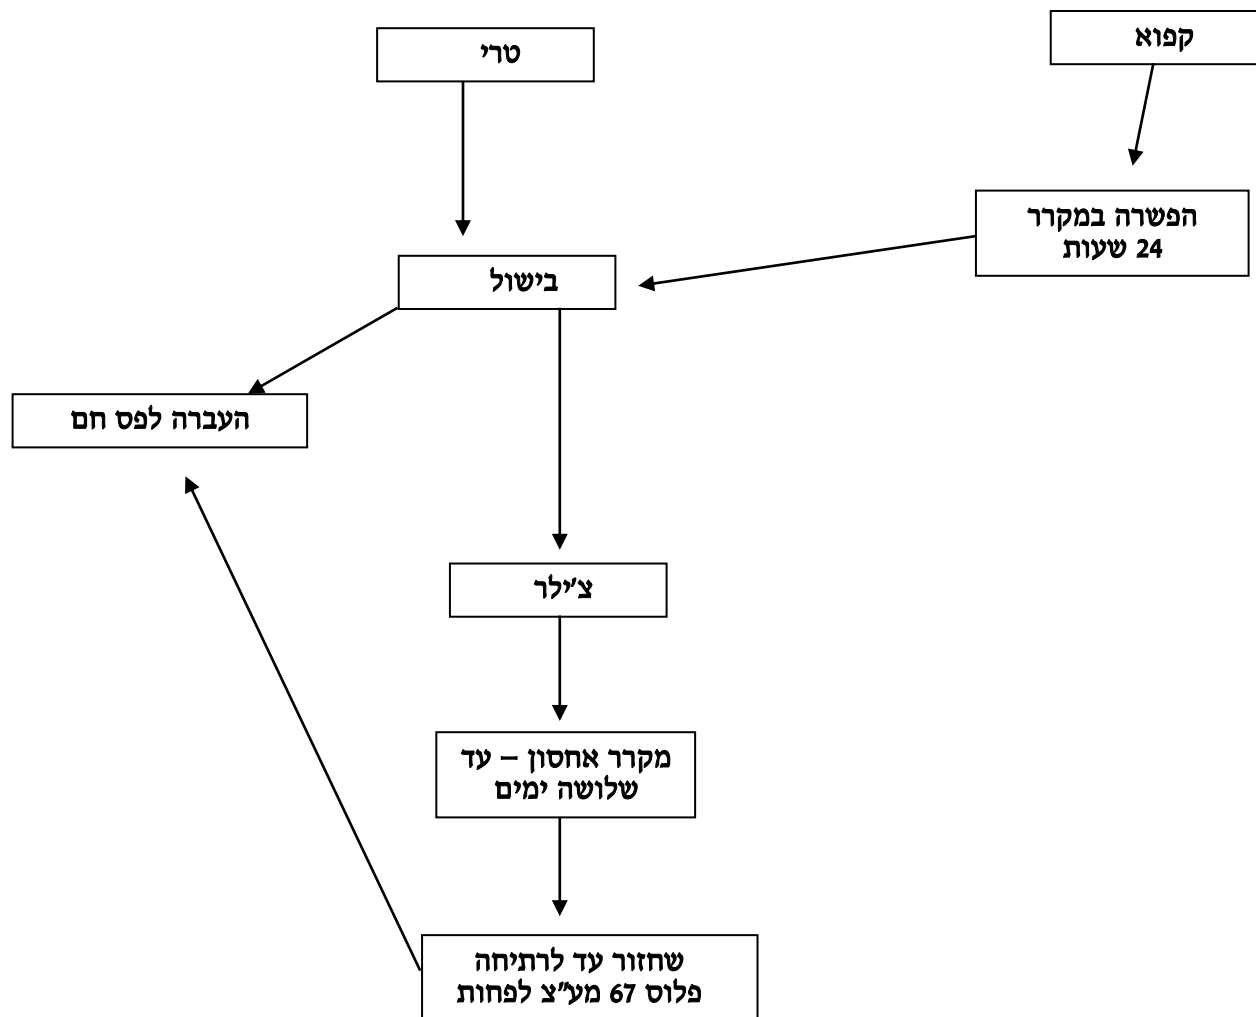 קפוא
טרי
הפשרה במקרר
24 שעות
בישול
העברה לפס חם
צ'ילר
מקרר אחסון – עד
שלושה ימים
שחזור עד לרתיחה
פלוס 67 מע"צ לפחות